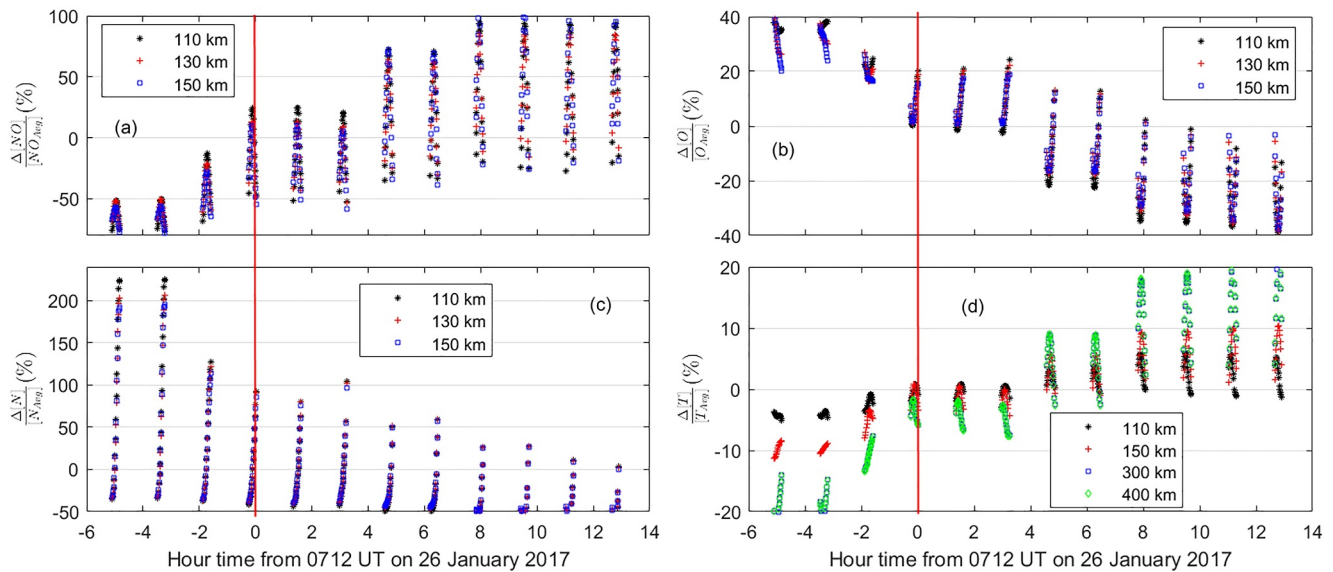 100
50
0
-50
Δ[NO]
[NO_Avg.] (%)
110 km
130 km
150 km
(a)
40
20
0
-20
-40
Δ[O]
[O_Avg.] (%)
110 km
130 km
150 km
(b)
200
150
100
50
0
-50
Δ[N]
[N_Avg.] (%)
110 km
130 km
150 km
(c)
-6 -4 -2 0 2 4 6 8 10 12 14
Hour time from 0712 UT on 26 January 2017
20
10
0
-10
-20
Δ[T]
[T_Avg.] (%)
(d)
110 km
150 km
300 km
400 km
-6 -4 -2 0 2 4 6 8 10 12 14
Hour time from 0712 UT on 26 January 2017